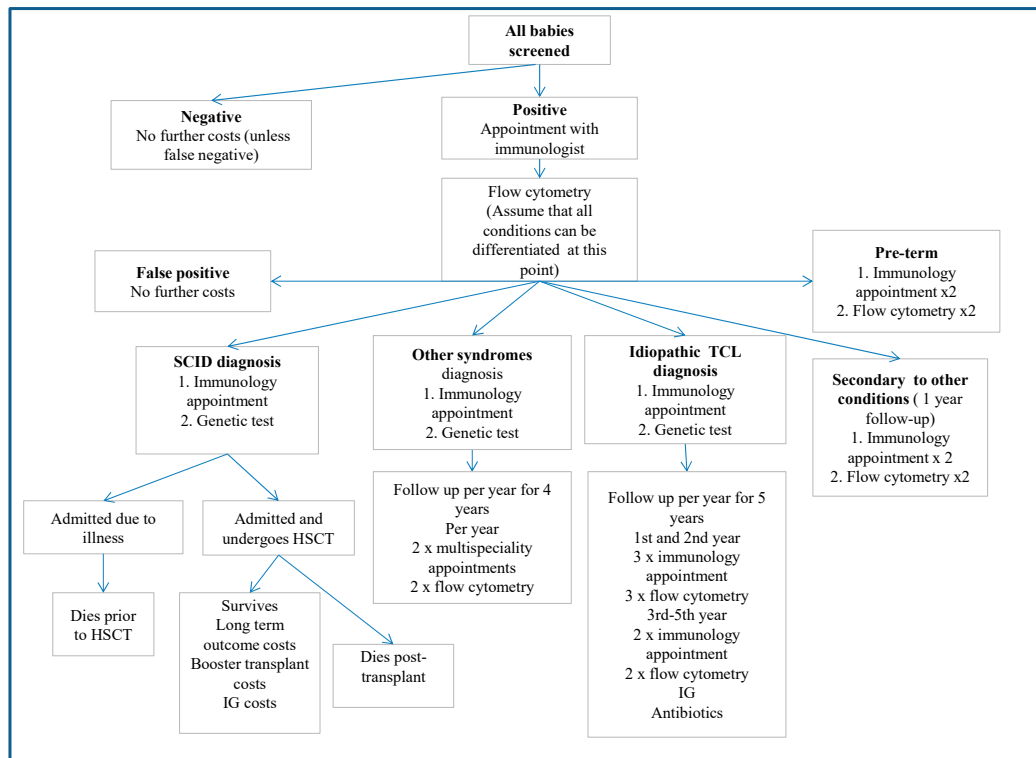 All babies
screened
Negative
No further costs (unless
false negative)
Positive
Appointment with
immunologist
Flow cytometry
(Assume that all
conditions can be
differentiated at this
point)
False positive
No further costs
Pre-term
1. Immunology
appointment x2
2. Flow cytometry x2
SCID diagnosis
1. Immunology
appointment
2. Genetic test
Other syndromes
diagnosis
1. Immunology
appointment
2. Genetic test
Idiopathic TCL
diagnosis
1. Immunology
appointment
2. Genetic test
Secondary to other
conditions ( 1 year
follow-up)
1. Immunology
appointment x 2
2. Flow cytometry x2
Admitted due to
illness
Admitted and
undergoes HSCT
Follow up per year for 4
years
Per year
2 x multispeciality
appointments
2 x flow cytometry
Follow up per year for 5
years
1st and 2nd year
3 x immunology
appointment
3 x flow cytometry
3rd-5th year
2 x immunology
appointment
2 x flow cytometry
IG
Antibiotics
Dies prior
to HSCT
Survives
Long term
outcome costs
Booster transplant
costs
IG costs
Dies post-
transplant